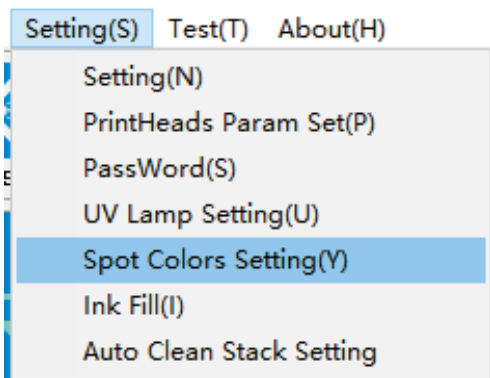 Setting(S) Test(T) About(H)
Setting(N)
PrintHeads Param Set(P)
PassWord(S)
UV Lamp Setting(U)
Spot Colors Setting(Y)
Ink Fill(I)
Auto Clean Stack Setting